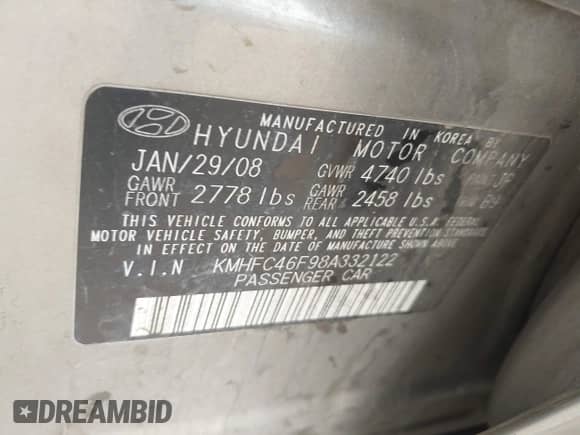 MANUFACTURED IN KOREA BY
HYUNDAI MOTOR COMPANY
JAN/29/08 GVWR 4740 lbs PAINT JP
GAWR FRONT 2778 lbs GAWR REAR 2458 lbs
THIS VEHICLE CONFORMS TO ALL APPLICABLE U.S.A. FEDERAL
MOTOR VEHICLE SAFETY, BUMPER, AND THEFT PREVENTION STANDARDS
IN EFFECT ON THE DATE OF MANUFACTURE SHOWN ABOVE.
V.I.N KMHFC46F98A332122
PASSENGER CAR
DREAMBID